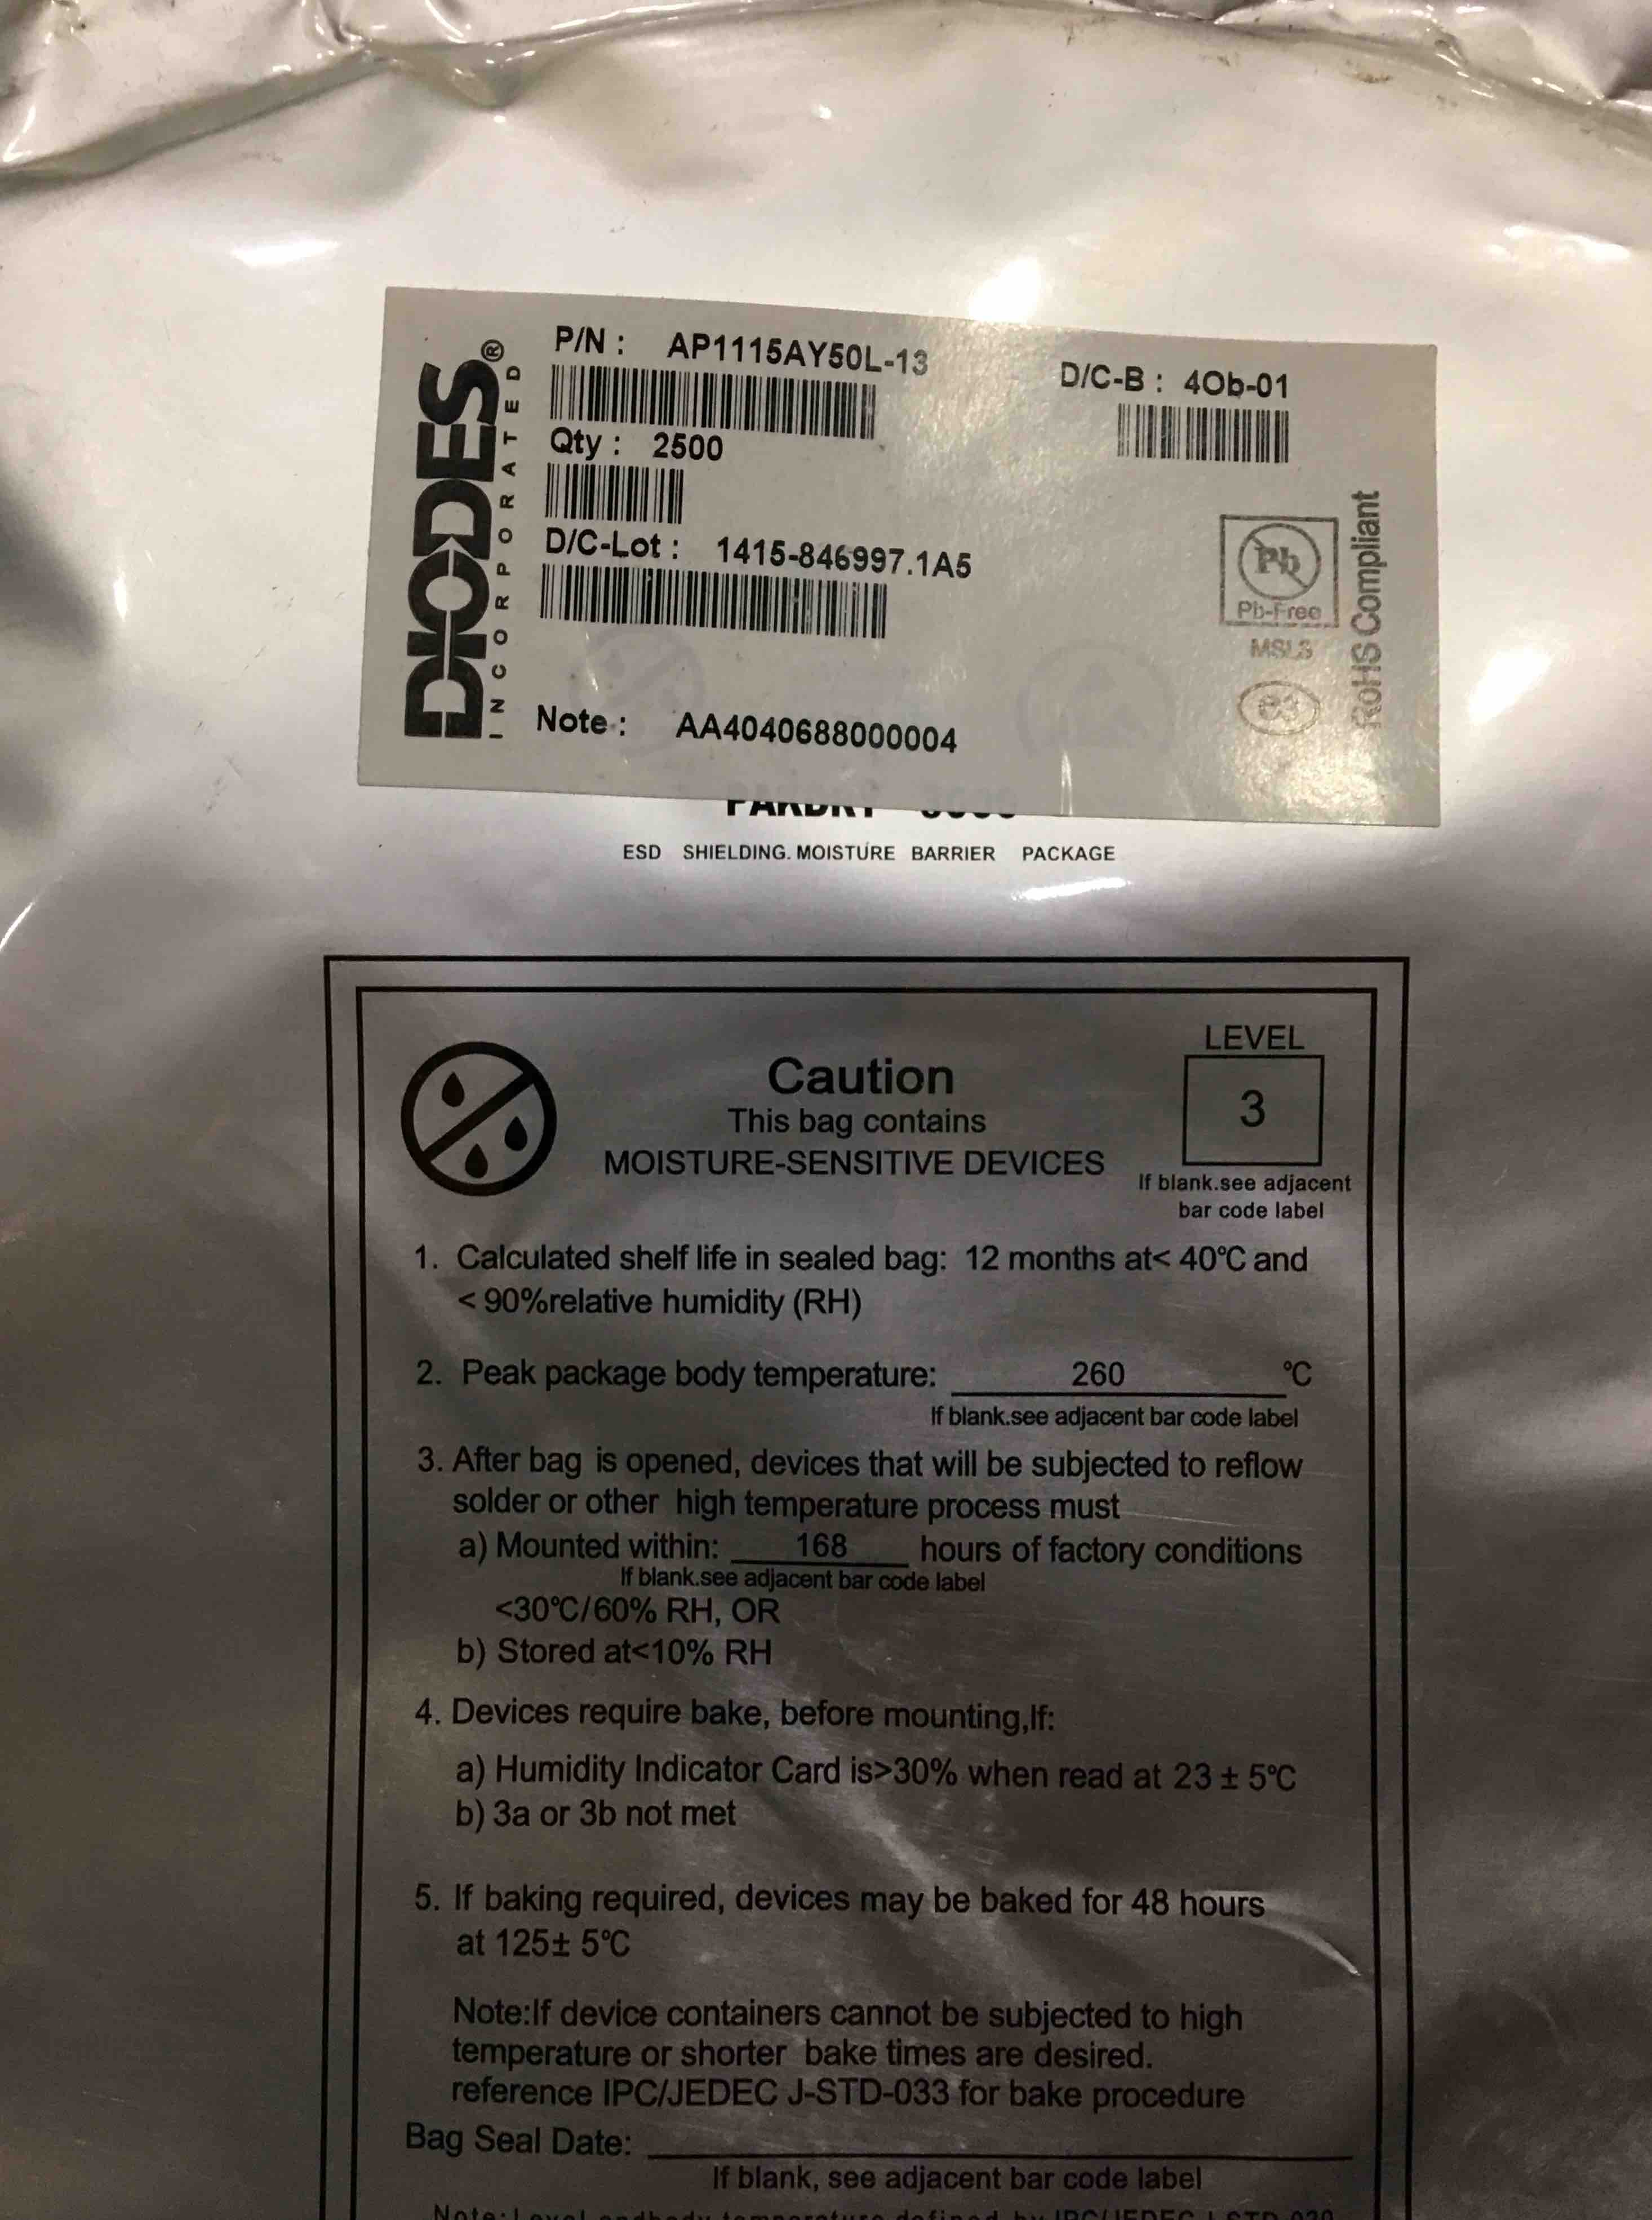 DIODES®
INCORPORATED
P/N : AP1115AY50L-13
D/C-B : 4Ob-01
Qty : 2500
D/C-Lot : 1415-846997.1A5
Pb
Pb-Free
MSL3
e3
RoHS Compliant
Note : AA4040688000004
ESD SHIELDING. MOISTURE BARRIER PACKAGE
LEVEL
3
If blank.see adjacent
bar code label
Caution
This bag contains
MOISTURE-SENSITIVE DEVICES
1. Calculated shelf life in sealed bag: 12 months at< 40℃ and
< 90%relative humidity (RH)
2. Peak package body temperature: 260 ℃
If blank.see adjacent bar code label
3. After bag is opened, devices that will be subjected to reflow
solder or other high temperature process must
a) Mounted within: 168 hours of factory conditions
If blank.see adjacent bar code label
<30℃/60% RH, OR
b) Stored at<10% RH
4. Devices require bake, before mounting,If:
a) Humidity Indicator Card is>30% when read at 23 ± 5℃
b) 3a or 3b not met
5. If baking required, devices may be baked for 48 hours
at 125± 5℃
Note:If device containers cannot be subjected to high
temperature or shorter bake times are desired.
reference IPC/JEDEC J-STD-033 for bake procedure
Bag Seal Date:
If blank, see adjacent bar code label